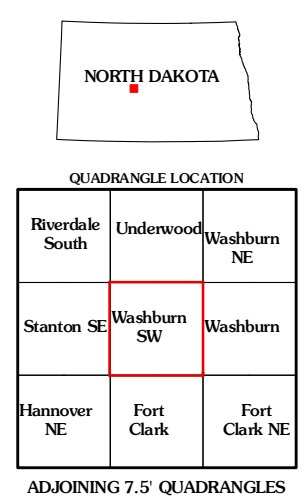 NORTH DAKOTA
QUADRANGLE LOCATION
Riverdale
South
Underwood
Washburn
NE
Stanton SE
Washburn
SW
Washburn
Hannover
NE
Fort
Clark
Fort
Clark NE
ADJOINING 7.5' QUADRANGLES